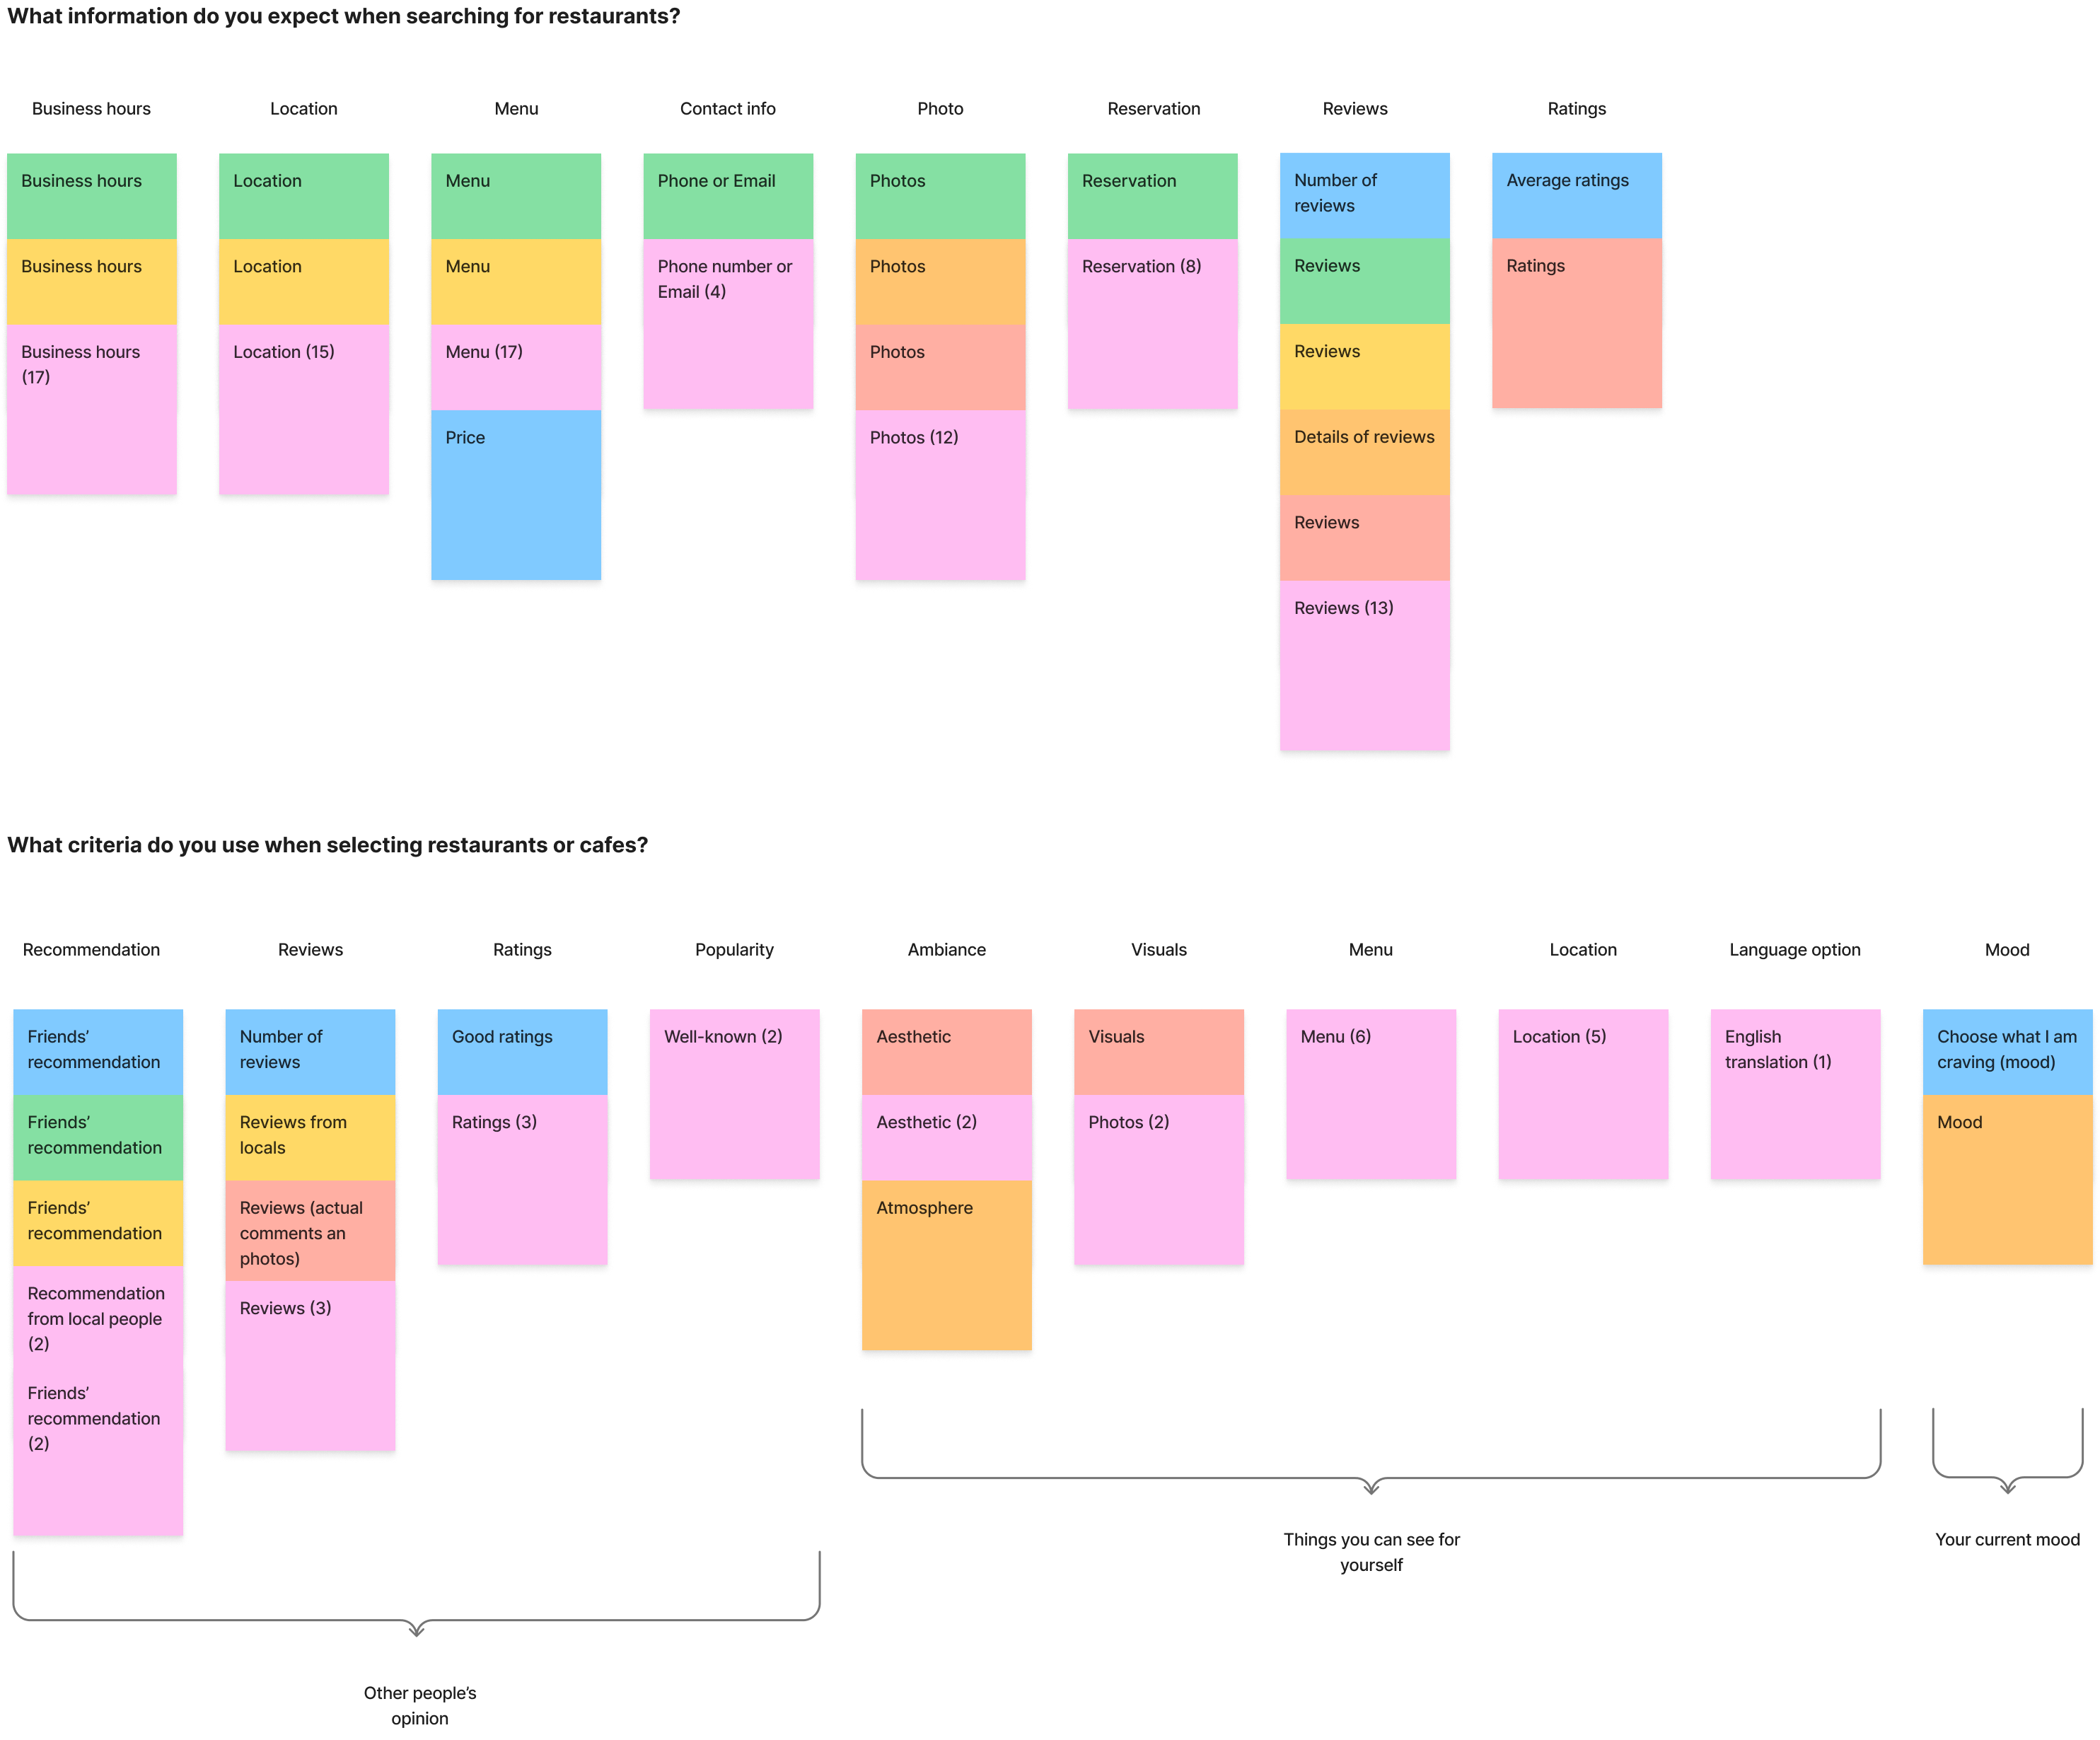 What information do you expect when searching for restaurants?
Business hours
Location
Menu
Contact info
Photo
Reservation
Reviews
Ratings
Business hours
Business hours
Business hours
(17)
Location
Location
Location (15)
Menu
Menu
Menu (17)
Price
Phone or Email
Phone number or
Email (4)
Photos
Photos
Photos
Photos (12)
Reservation
Reservation (8)
Number of
reviews
Reviews
Reviews
Details of reviews
Reviews
Reviews (13)
Average ratings
Ratings
What criteria do you use when selecting restaurants or cafes?
Recommendation
Reviews
Ratings
Popularity
Ambiance
Visuals
Menu
Location
Language option
Mood
Friends’
recommendation
Friends’
recommendation
Friends’
recommendation
Recommendation
from local people
(2)
Friends’
recommendation
(2)
Number of
reviews
Reviews from
locals
Reviews (actual
comments an
photos)
Reviews (3)
Good ratings
Ratings (3)
Well-known (2)
Aesthetic
Aesthetic (2)
Atmosphere
Visuals
Photos (2)
Menu (6)
Location (5)
English
translation (1)
Choose what I am
craving (mood)
Mood
Other people’s
opinion
Things you can see for
yourself
Your current mood